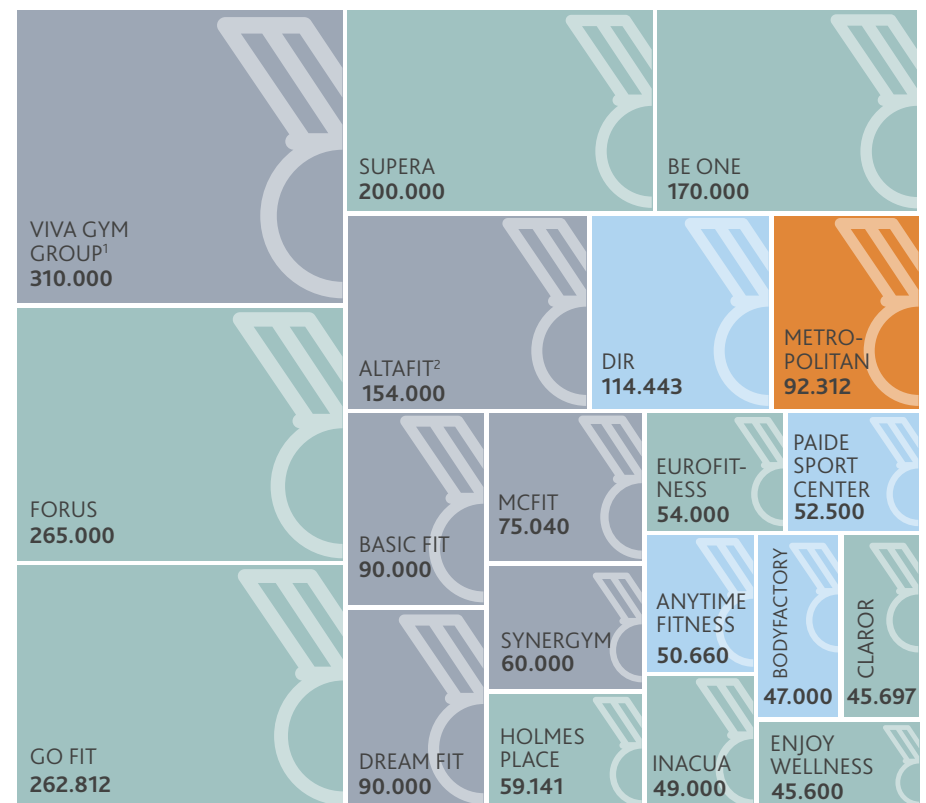 VIVA GYM
GROUP¹
310.000
FORUS
265.000
GO FIT
262.812
SUPERA
200.000
BE ONE
170.000
ALTAFIT²
154.000
DIR
114.443
METRO-
POLITAN
92.312
BASIC FIT
90.000
DREAM FIT
90.000
MCFIT
75.040
SYNERGYM
60.000
HOLMES
PLACE
59.141
EUROFIT-
NESS
54.000
PAIDE
SPORT
CENTER
52.500
ANYTIME
FITNESS
50.660
INACUA
49.000
BODYFACTORY
47.000
CLAROR
45.697
ENJOY
WELLNESS
45.600